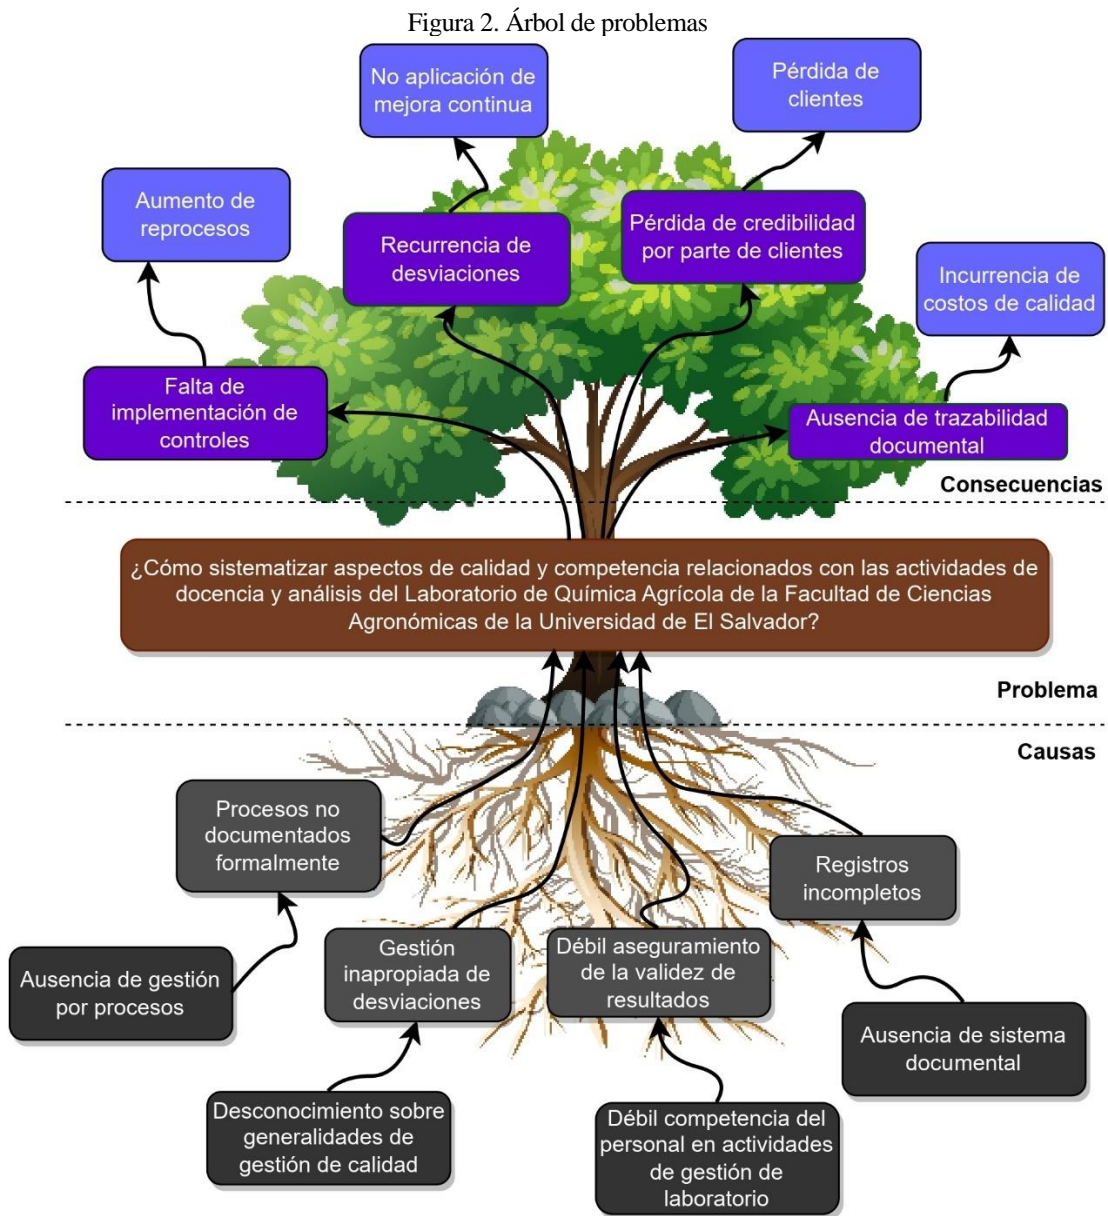 Figura 2. Árbol de problemas
No aplicación de
mejora continua
Pérdida de
clientes
Aumento de
reprocesos
Recurrencia de
desviaciones
Pérdida de credibilidad
por parte de clientes
Incurrencia de
costos de calidad
Falta de
implementación de
controles
Ausencia de trazabilidad
documental
Consecuencias
¿Cómo sistematizar aspectos de calidad y competencia relacionados con las actividades de
docencia y análisis del Laboratorio de Química Agrícola de la Facultad de Ciencias
Agronómicas de la Universidad de El Salvador?
Problema
Causas
Procesos no
documentados
formalmente
Registros
incompletos
Gestión
inapropiada de
desviaciones
Débil aseguramiento
de la validez de
resultados
Ausencia de gestión
por procesos
Ausencia de sistema
documental
Desconocimiento sobre
generalidades de
gestión de calidad
Débil competencia del
personal en actividades
de gestión de
laboratorio